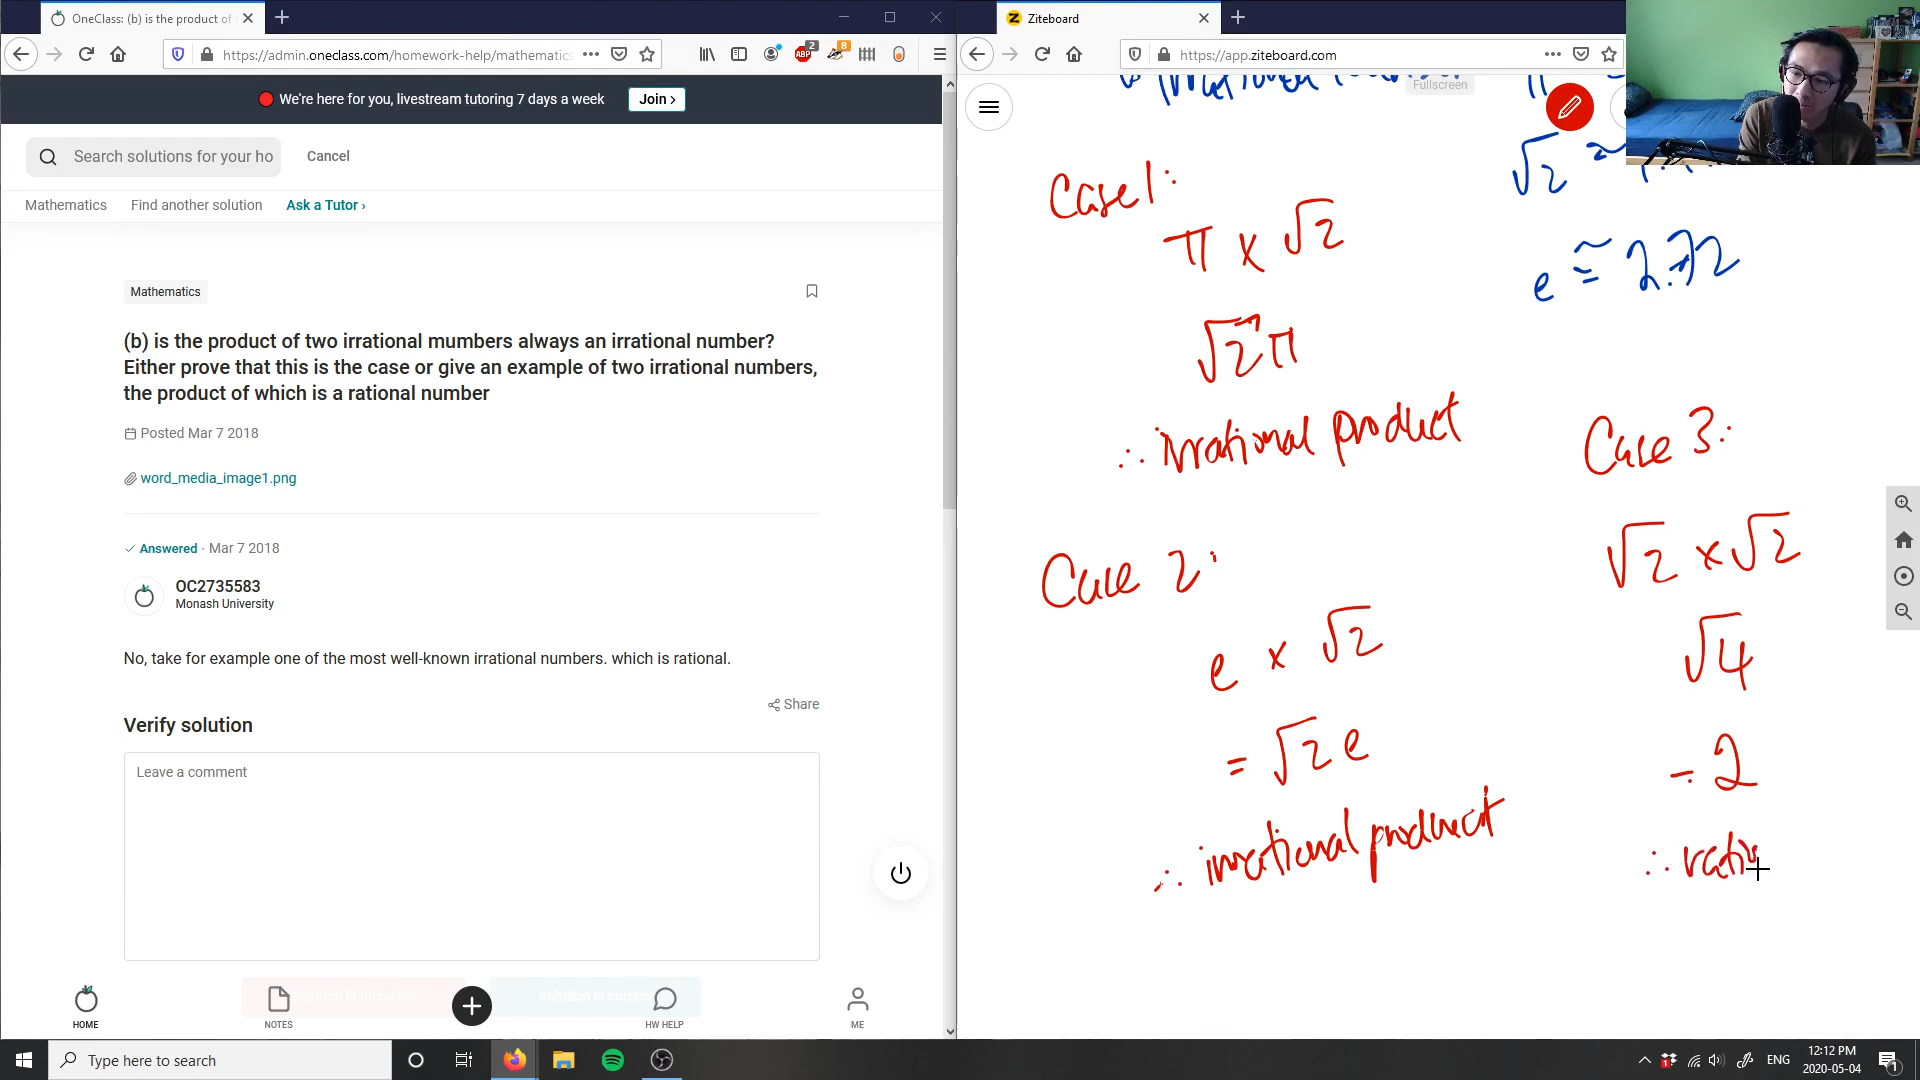 OneClass: (b) is the product of
https://admin.oneclass.com/homework-help/mathematics
ABP
2
8
We're here for you, livestream tutoring 7 days a week
Join ›
Search solutions for your ho
Cancel
Mathematics
Find another solution
Ask a Tutor ›
Mathematics
(b) is the product of two irrational mumbers always an irrational number?
Either prove that this is the case or give an example of two irrational numbers,
the product of which is a rational number
Posted Mar 7 2018
word_media_image1.png
Answered · Mar 7 2018
OC2735583
Monash University
No, take for example one of the most well-known irrational numbers. which is rational.
Share
Verify solution
Leave a comment
HOME
NOTES
HW HELP
ME
Ziteboard
https://app.ziteboard.com
Fullscreen
π
√2 ≈
e ≅ 2.72
Case 1:
π x √2
√2 π
∴ irrational product
Case 2:
e x √2
= √2 e
∴ irrational product
Case 3:
√2 x √2
√4
= 2
∴ ratio
Type here to search
ENG
12:12 PM
2020-05-04
1